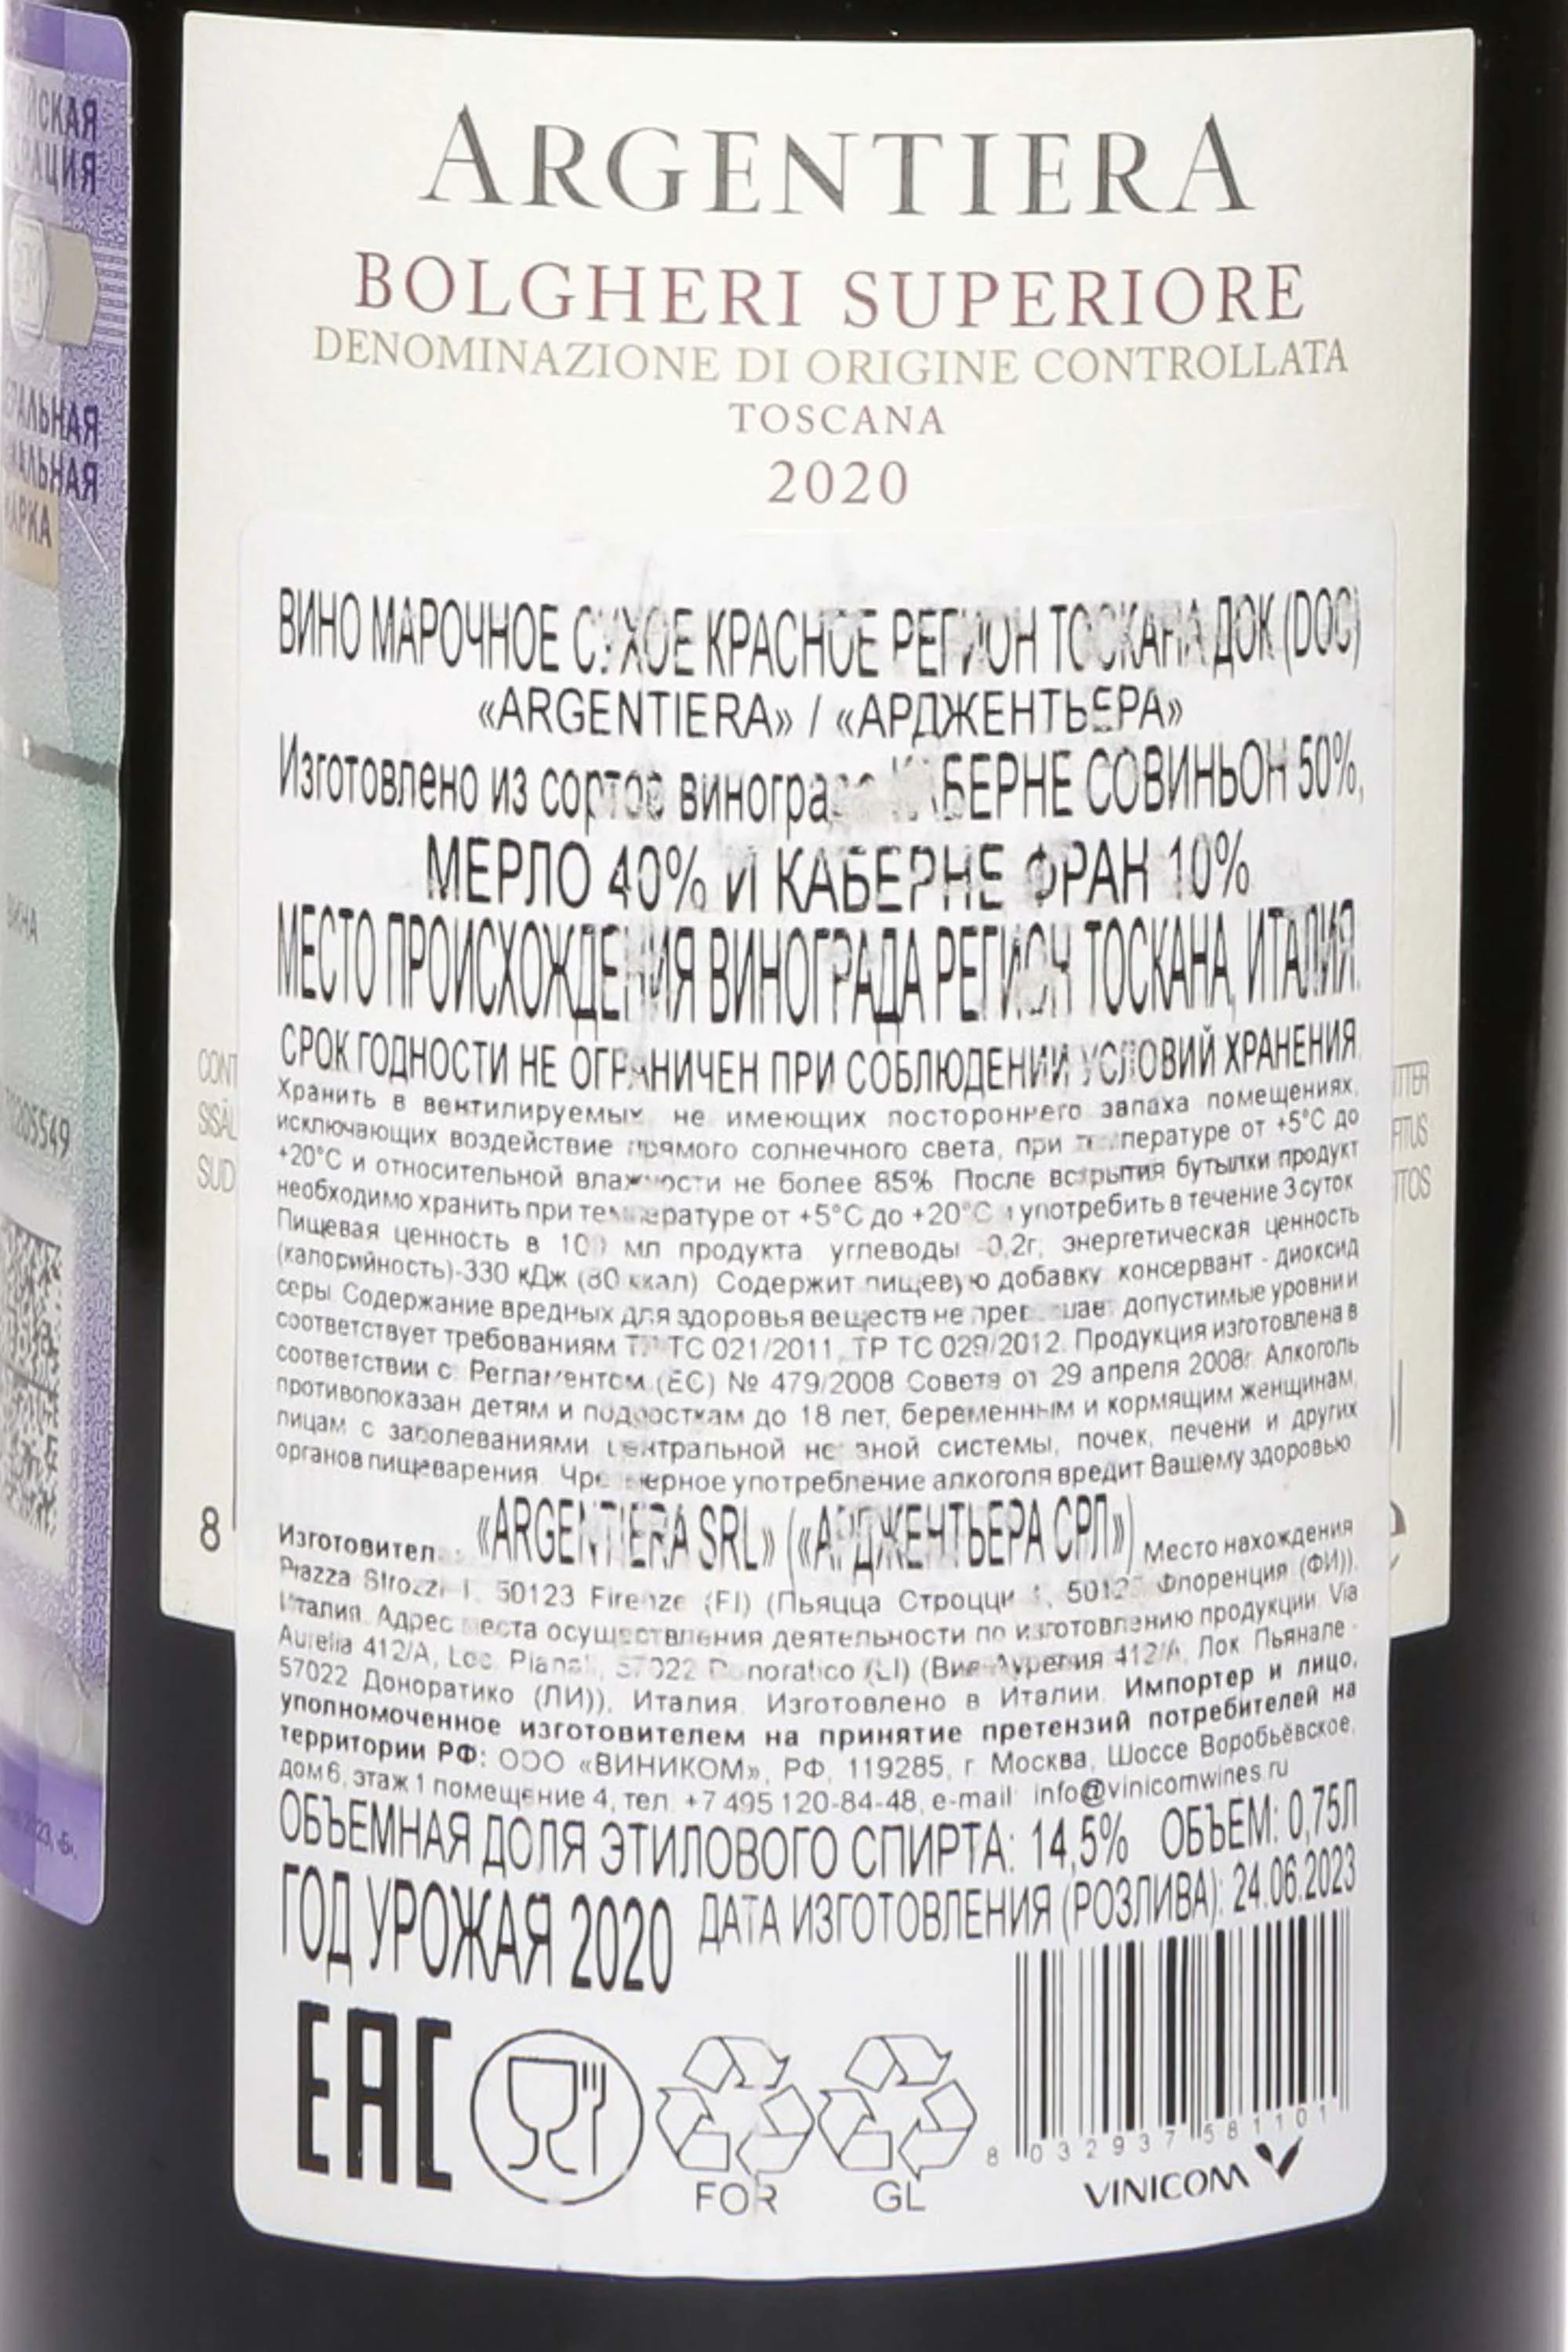 ARGENTIERA
BOLGHERI SUPERIORE
DENOMINAZIONE DI ORIGINE CONTROLLATA
TOSCANA
2020
ВИНО МАРОЧНОЕ СУХОЕ КРАСНОЕ РЕГИОН ТОСКАНА ДОК (DOC)
«ARGENTIERA» / «АРДЖЕНТЬЕРА»
Изготовлено из сортов винограда КАБЕРНЕ СОВИНЬОН 50%,
МЕРЛО 40% И КАБЕРНЕ ФРАН 10%
МЕСТО ПРОИСХОЖДЕНИЯ ВИНОГРАДА РЕГИОН ТОСКАНА, ИТАЛИЯ.
СРОК ГОДНОСТИ НЕ ОГРАНИЧЕН ПРИ СОБЛЮДЕНИИ УСЛОВИЙ ХРАНЕНИЯ
Хранить в вентилируемых, не имеющих постороннего запаха помещениях,
исключающих воздействие прямого солнечного света, при температуре от +5°C до
+20°C и относительной влажности не более 85%. После вскрытия бутылки продукт
необходимо хранить при температуре от +5°C до +20°C и употребить в течение 3 суток
Пищевая ценность в 100 мл продукта углеводы -0,2г, энергетическая ценность
(калорийность)-330 кДж (80 ккал) Содержит пищевую добавку консервант - диоксид
серы Содержание вредных для здоровья веществ не превышает допустимые уровни и
соответствует требованиям ТР ТС 021/2011, ТР ТС 029/2012. Продукция изготовлена в
соответствии с Регламентом (ЕС) № 479/2008 Совета от 29 апреля 2008г. Алкоголь
противопоказан детям и подросткам до 18 лет, беременным и кормящим женщинам,
лицам с заболеваниями центральной нервной системы, почек, печени и других
органов пищеварения. Чрезмерное употребление алкоголя вредит Вашему здоровью
Изготовитель: «ARGENTIERA SRL» («АРДЖЕНТЬЕРА СРЛ») Место нахождения
Piazza Strozzi 1, 50123 Firenze (FI) (Пьяцца Строцци 1, 50123 Флоренция (ФИ)),
Италия. Адрес места осуществления деятельности по изготовлению продукции Via
Aurelia 412/A, Loc. Pianali, 57022 Donoratico (LI) (Виа Аурелия 412/А, Лок Пьянале -
57022 Доноратико (ЛИ)), Италия. Изготовлено в Италии. Импортер и лицо,
уполномоченное изготовителем на принятие претензий потребителей на
территории РФ: ООО «ВИНИКОМ», РФ, 119285, г. Москва, Шоссе Воробьёвское,
дом 6, этаж 1 помещение 4, тел. +7 495 120-84-48, e-mail: info@vinicomwines.ru
ОБЪЕМНАЯ ДОЛЯ ЭТИЛОВОГО СПИРТА: 14,5% ОБЪЕМ: 0,75Л
ГОД УРОЖАЯ 2020 ДАТА ИЗГОТОВЛЕНИЯ (РОЗЛИВА): 24.06.2023
EAC
FOR
GL
8 032937 581101
VINICOM
8